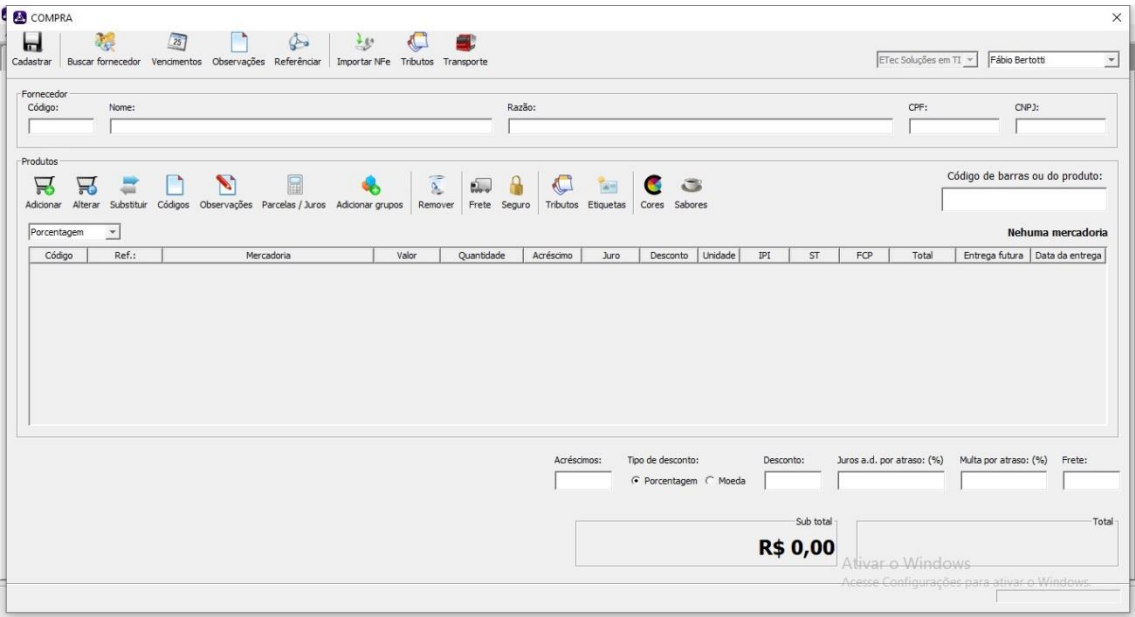 COMPRA
Cadastrar Buscar fornecedor Vencimentos Observações Referênciar Importar NFe Tributos Transporte
ETec Soluções em TI Fábio Bertotti
Fornecedor
Código: Nome: Razão: CPF: CNPJ:
Produtos
Código de barras ou do produto:
Adicionar Alterar Substituir Códigos Observações Parcelas / Juros Adicionar grupos Remover Frete Seguro Tributos Etiquetas Cores Sabores
Porcentagem Nenhuma mercadoria
Código Ref.: Mercadoria Valor Quantidade Acréscimo Juro Desconto Unidade IPI ST FCP Total Entrega futura Data da entrega
Acréscimos: Tipo de desconto: Desconto: Juros a.d. por atraso: (%) Multa por atraso: (%) Frete:
Porcentagem Moeda
Sub total Total
R$ 0,00
Ativar o Windows
Acesse Configurações para ativar o Windows.